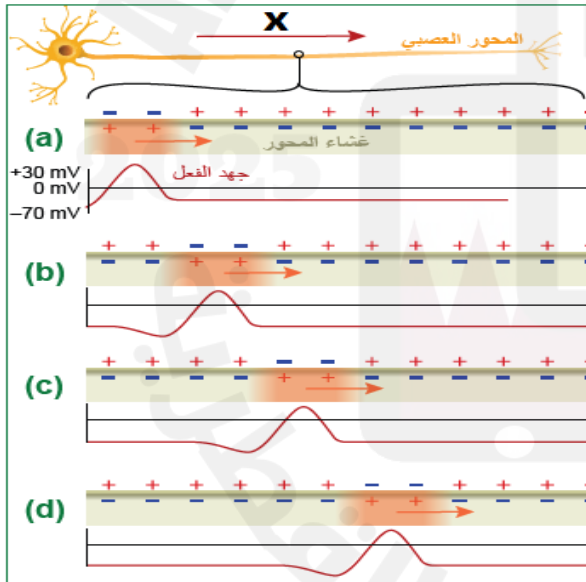 X
المحور العصبي
− − + + + + + + + + +
(a)
+ + − − − − − − − − −
غشاء المحور
+30 mV
0 mV
−70 mV
جهد الفعل
+ + − − + + + + + + +
(b)
− − + + − − − − − − −
+ + + + − − + + + + +
(c)
− − − − + + − − − − −
+ + + + + + − − + + +
(d)
− − − − − − + + − − −